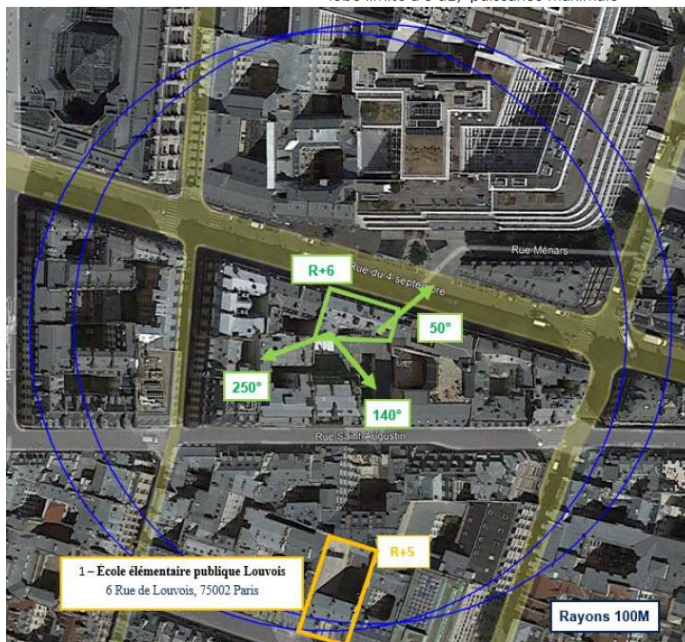 Rue Ménars
R+6
Rue du 4 septembre
50°
250°
140°
Rue Saint-Augustin
R+5
1 – École élémentaire publique Louvois
6 Rue de Louvois, 75002 Paris
Rayons 100M